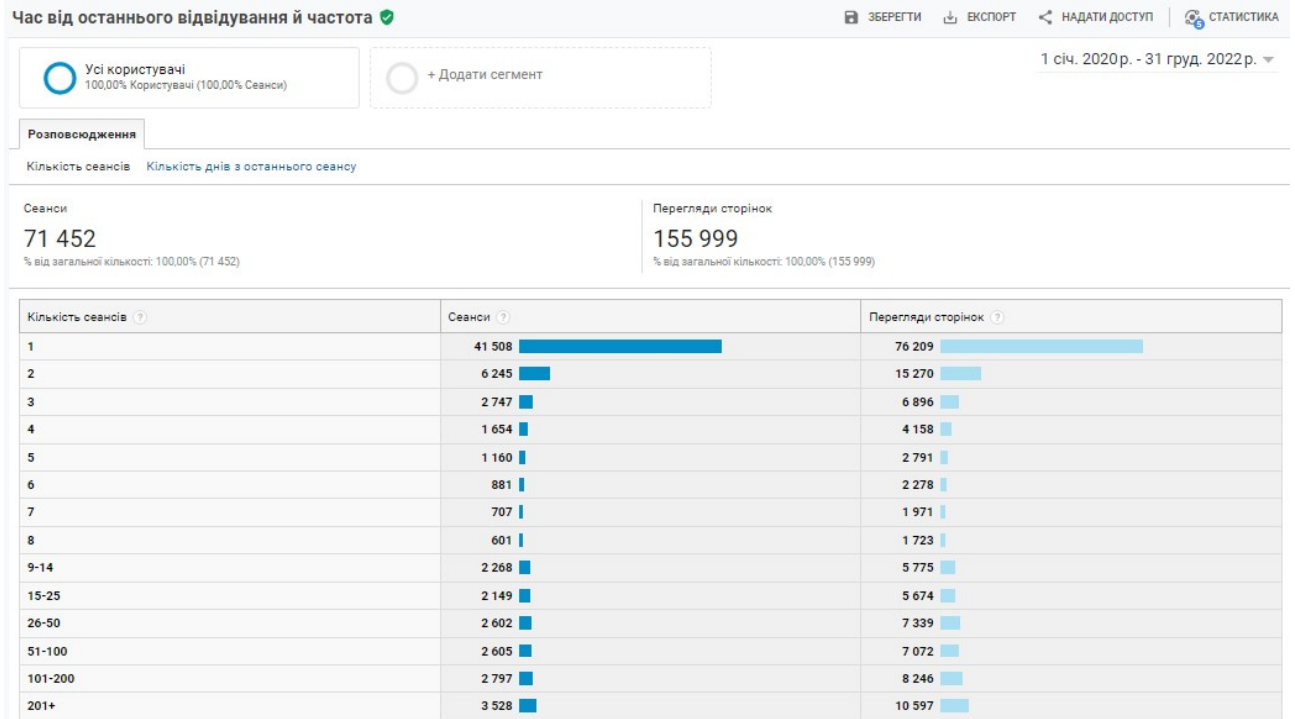 Час від останнього відвідування й частота
ЗБЕРЕГТИ ЕКСПОРТ НАДАТИ ДОСТУП СТАТИСТИКА
5
Усі користувачі
100,00% Користувачі (100,00% Сеанси)
+ Додати сегмент
1 січ. 2020 р. - 31 груд. 2022 р.
Розповсюдження
Кількість сеансів Кількість днів з останнього сеансу
Сеанси
71 452
% від загальної кількості: 100,00% (71 452)
Перегляди сторінок
155 999
% від загальної кількості: 100,00% (155 999)
Кількість сеансів ? Сеанси ? Перегляди сторінок ?
1 41 508 76 209
2 6 245 15 270
3 2 747 6 896
4 1 654 4 158
5 1 160 2 791
6 881 2 278
7 707 1 971
8 601 1 723
9-14 2 268 5 775
15-25 2 149 5 674
26-50 2 602 7 339
51-100 2 605 7 072
101-200 2 797 8 246
201+ 3 528 10 597